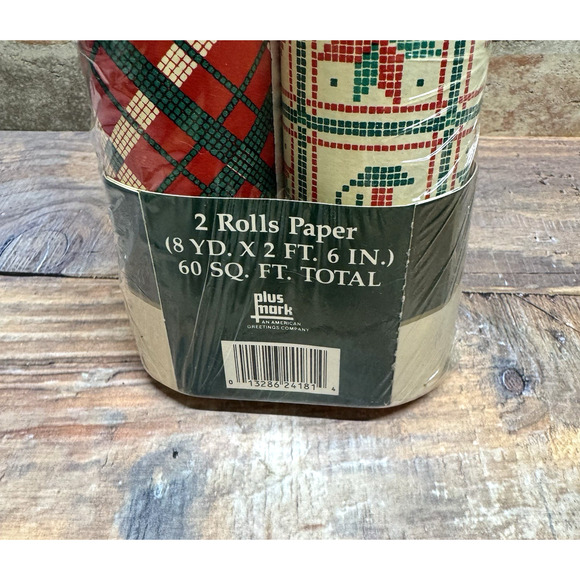 2 Rolls Paper
(8 YD. X 2 FT. 6 IN.)
60 SQ. FT. TOTAL
plus
mark
AN AMERICAN
GREETINGS COMPANY
0 13286 24181 4